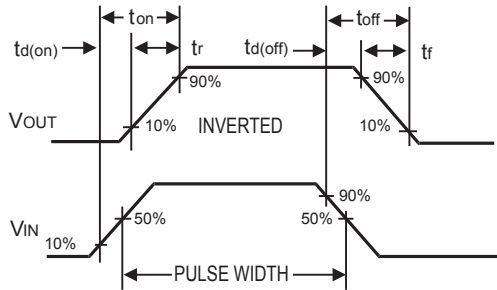 ton
toff
td(on)
tr
td(off)
tf
90%
90%
VOUT
10%
INVERTED
10%
90%
VIN
50%
50%
10%
PULSE WIDTH